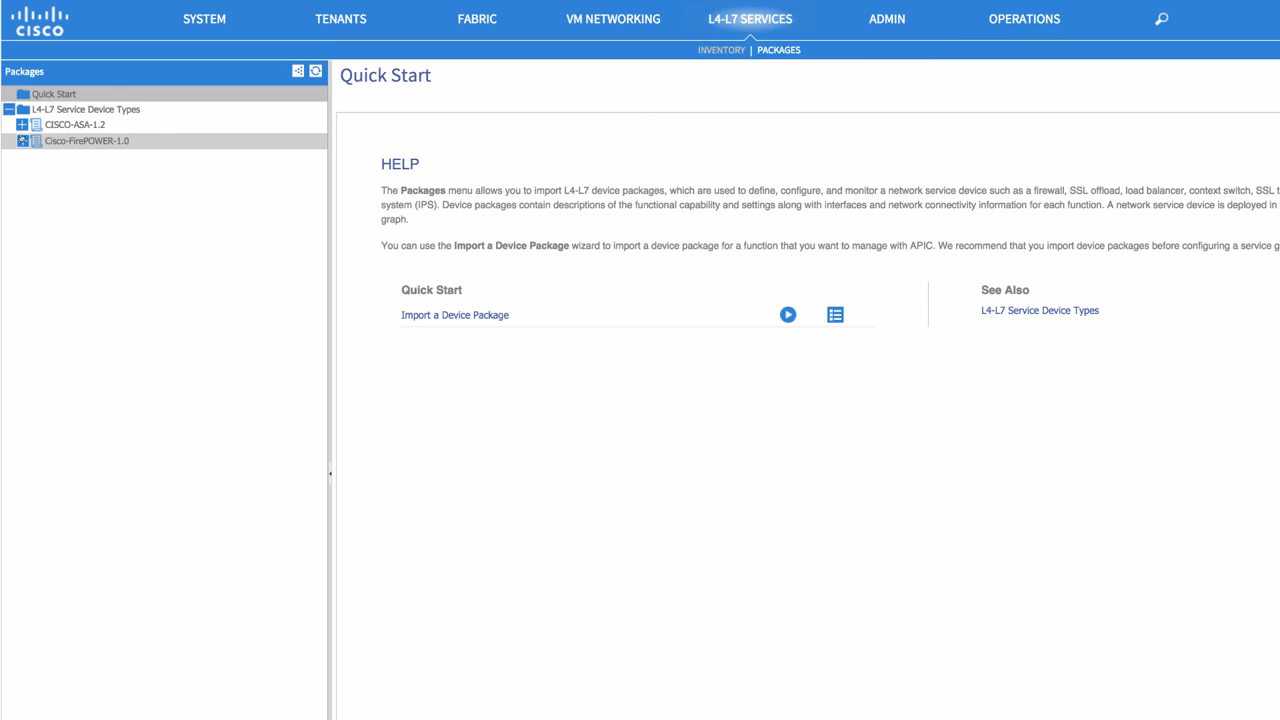 CISCO
SYSTEM TENANTS FABRIC VM NETWORKING L4-L7 SERVICES ADMIN OPERATIONS
INVENTORY | PACKAGES
Packages
Quick Start
L4-L7 Service Device Types
CISCO-ASA-1.2
Cisco-FirePOWER-1.0
Quick Start
HELP
The Packages menu allows you to import L4-L7 device packages, which are used to define, configure, and monitor a network service device such as a firewall, SSL offload, load balancer, context switch, SSL t
system (IPS). Device packages contain descriptions of the functional capability and settings along with interfaces and network connectivity information for each function. A network service device is deployed in
graph.
You can use the Import a Device Package wizard to import a device package for a function that you want to manage with APIC. We recommend that you import device packages before configuring a service g
Quick Start
Import a Device Package
See Also
L4-L7 Service Device Types